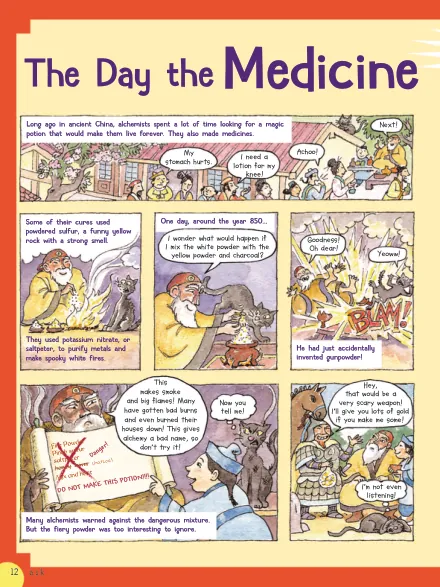 The Day the Medicine
Long ago in ancient China, alchemists spent a lot of time looking for a magic
potion that would make them live forever. They also made medicines.
My
stomach hurts.
I need a
lotion for my
knee!
Achoo!
Next!
Some of their cures used
powdered sulfur, a funny yellow
rock with a strong smell.
They used potassium nitrate, or
saltpeter, to purify metals and
make spooky white fires.
One day, around the year 850...
I wonder what would happen if
I mix the white powder with the
yellow powder and charcoal?
Goodness!
Oh dear!
Yeoww!
BLAM!
He had just accidentally
invented gunpowder!
This
makes smoke
and big flames! Many
have gotten bad burns
and even burned their
houses down! This gives
alchemy a bad name, so
don't try it!
Now you
tell me!
Danger!
DO NOT MAKE THIS POTION!!!!
Many alchemists warned against the dangerous mixture.
But the fiery powder was too interesting to ignore.
Hey,
that would be a
very scary weapon!
I'll give you lots of gold
if you make me some!
I'm not even
listening!
12
ask